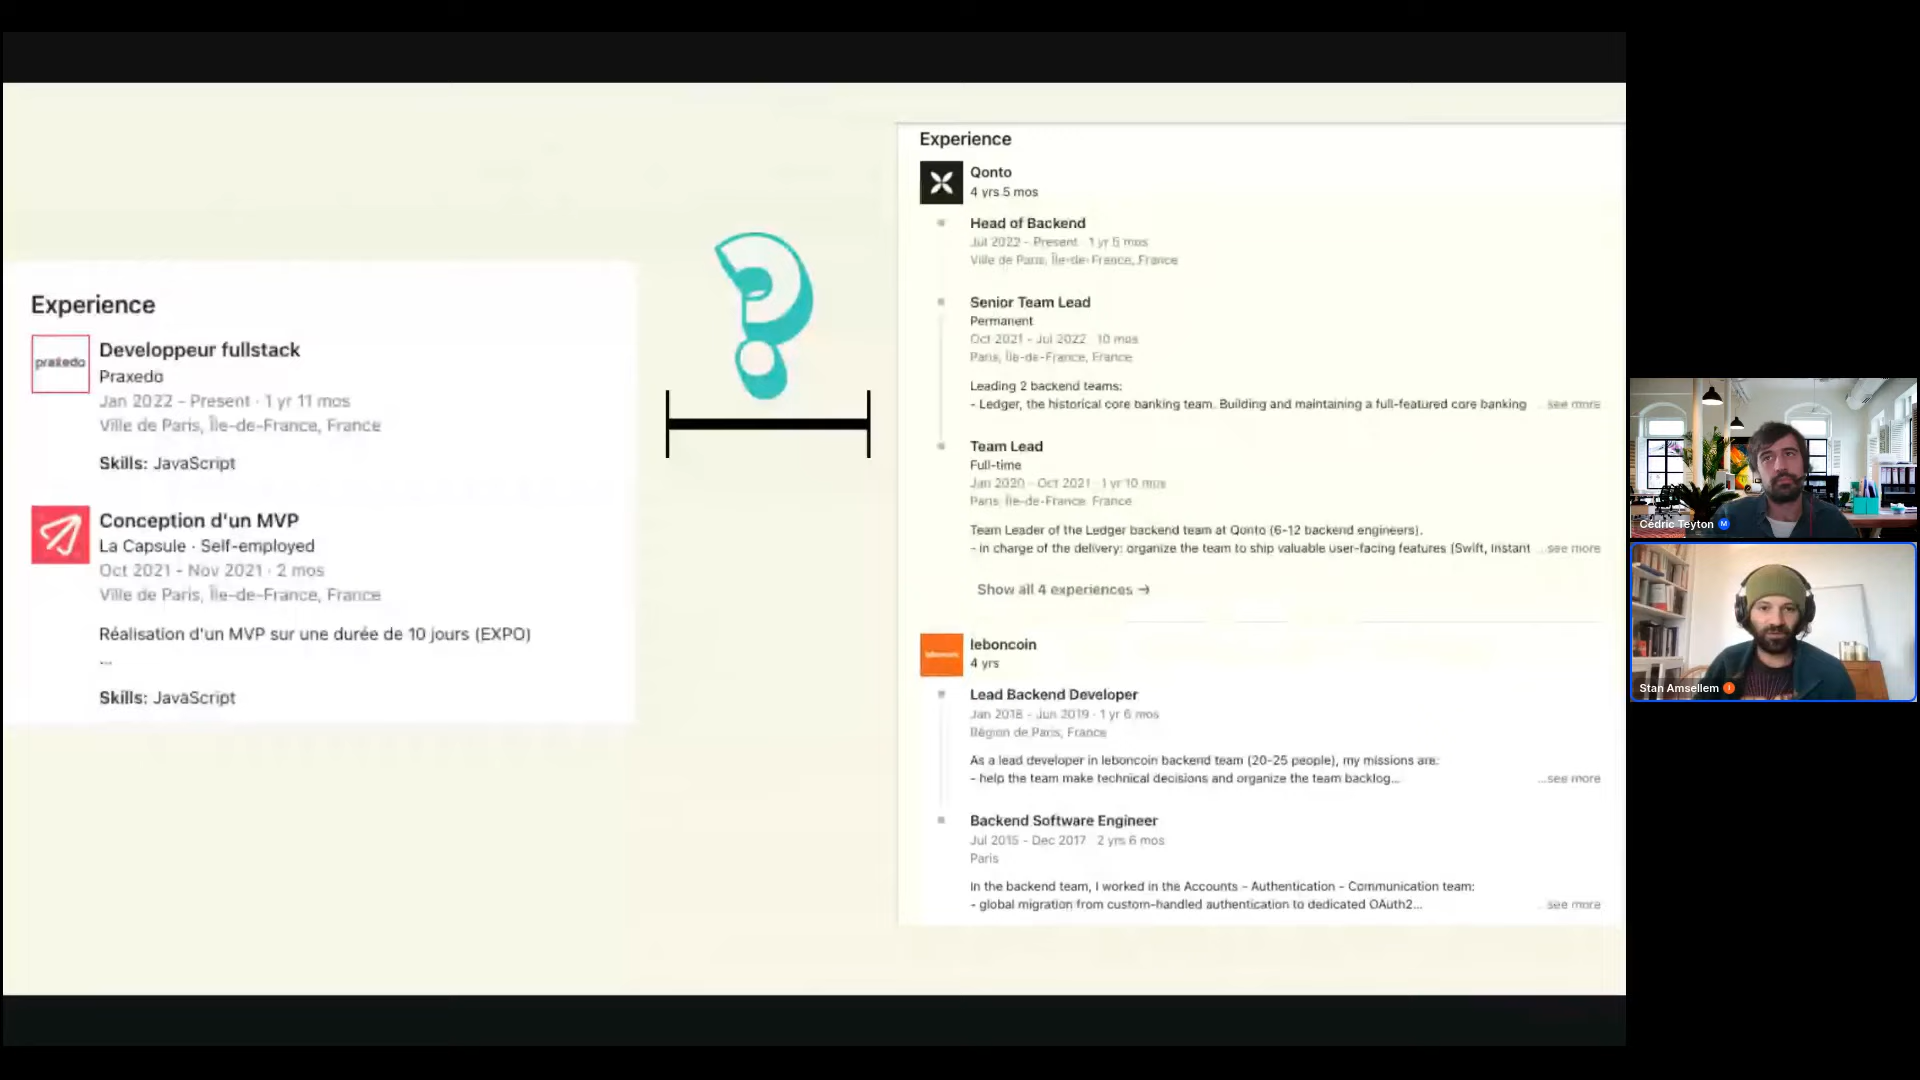 Experience
praxedo
Developpeur fullstack
Praxedo
Jan 2022 - Present · 1 yr 11 mos
Ville de Paris, Île-de-France, France
Skills: JavaScript
Conception d'un MVP
La Capsule · Self-employed
Oct 2021 - Nov 2021 · 2 mos
Ville de Paris, Île-de-France, France
Réalisation d'un MVP sur une durée de 10 jours (EXPO)
...
Skills: JavaScript
?
Experience
Qonto
4 yrs 5 mos
Head of Backend
Jul 2022 - Present · 1 yr 5 mos
Ville de Paris, Île-de-France, France
Senior Team Lead
Permanent
Oct 2021 - Jul 2022 · 10 mos
Paris, Île-de-France, France
Leading 2 backend teams:
- Ledger, the historical core banking team. Building and maintaining a full-featured core banking ...see more
Team Lead
Full-time
Jan 2020 - Oct 2021 · 1 yr 10 mos
Paris, Île-de-France, France
Team Leader of the Ledger backend team at Qonto (6-12 backend engineers).
- in charge of the delivery: organize the team to ship valuable user-facing features (Swift, Instant ...see more
Show all 4 experiences →
leboncoin
leboncoin
4 yrs
Lead Backend Developer
Jan 2018 - Jun 2019 · 1 yr 6 mos
Région de Paris, France
As a lead developer in leboncoin backend team (20-25 people), my missions are:
- help the team make technical decisions and organize the team backlog... ...see more
Backend Software Engineer
Jul 2015 - Dec 2017 · 2 yrs 6 mos
Paris
In the backend team, I worked in the Accounts - Authentication - Communication team:
- global migration from custom-handled authentication to dedicated OAuth2... ...see more
Cédric Teyton M
Stan Amsellem